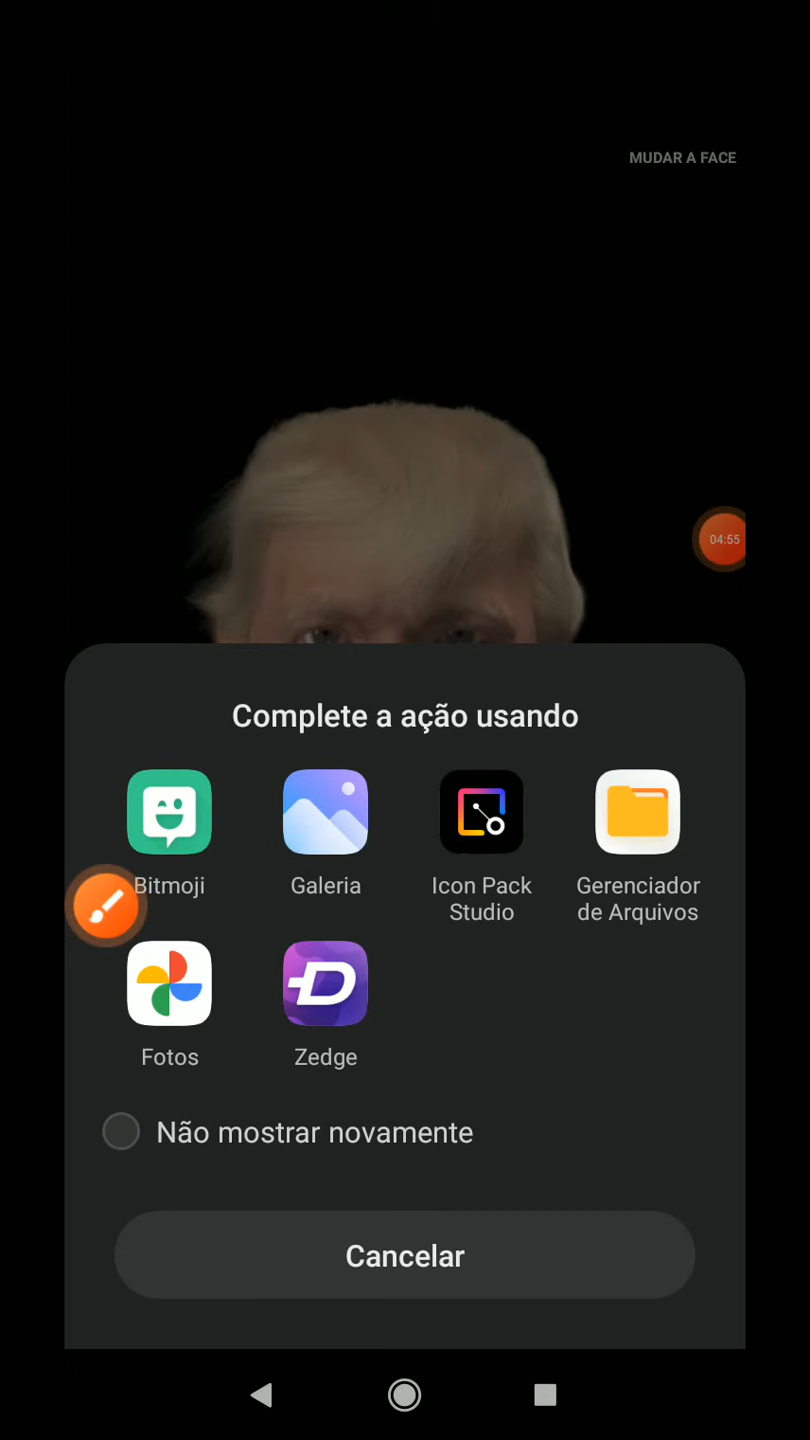 MUDAR A FACE
04:55
Complete a ação usando
Bitmoji
Galeria
Icon Pack
Studio
Gerenciador
de Arquivos
Fotos
Zedge
Não mostrar novamente
Cancelar